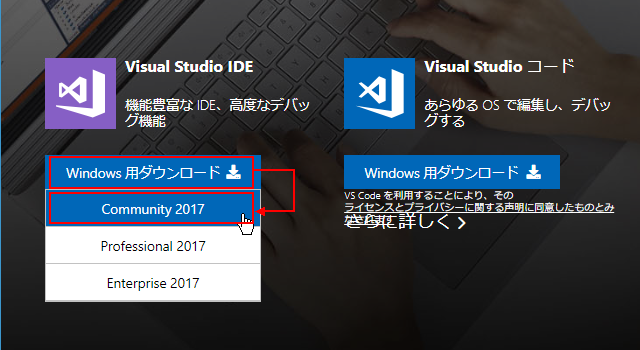 Visual Studio IDE
機能豊富な IDE、高度なデバッ
グ機能
Windows 用ダウンロード
Community 2017
Professional 2017
Enterprise 2017
Visual Studio コード
あらゆる OS で編集し、デバッ
グする
Windows 用ダウンロード
VS Code を利用することにより、その
ライセンスとプライバシーに関する声明に同意したものとみ
さらに詳しく